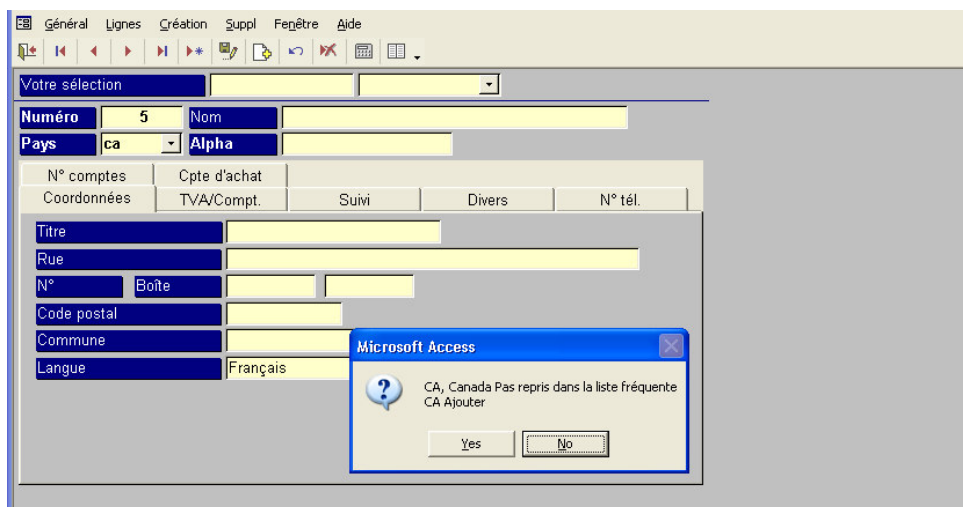 Général Lignes Création Suppl Fenêtre Aide
Votre sélection
Numéro 5 Nom
Pays ca Alpha
N° comptes Cpte d'achat
Coordonnées TVA/Compt. Suivi Divers N° tél.
Titre
Rue
N° Boîte
Code postal
Commune
Langue Français
Microsoft Access
CA, Canada Pas repris dans la liste fréquente
CA Ajouter
Yes No